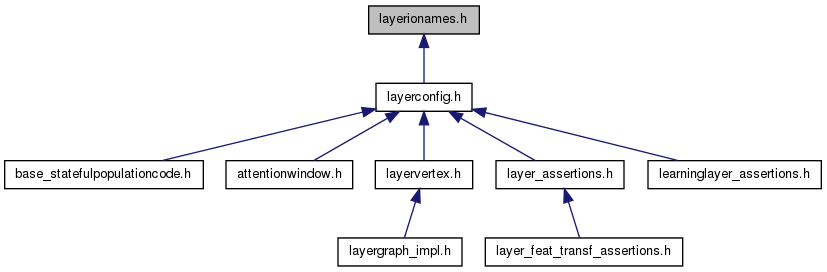 layerionames.h
layerconfig.h
base_statefulpopulationcode.h
attentionwindow.h
layervertex.h
layer_assertions.h
learninglayer_assertions.h
layergraph_impl.h
layer_feat_transf_assertions.h